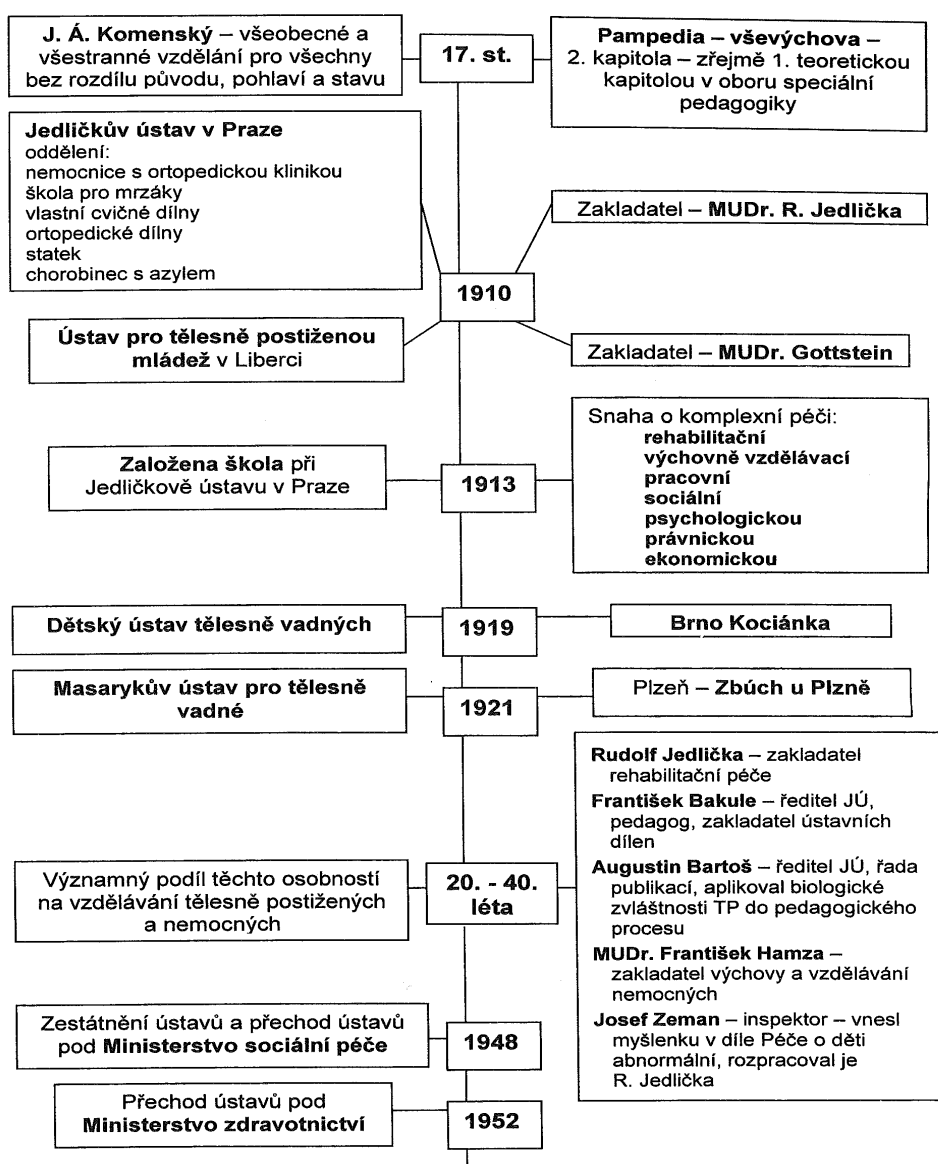 J. Á. Komenský – všeobecné a
všestranné vzdělání pro všechny
bez rozdílu původu, pohlaví a stavu
17. st.
Pampedia – vševýchova –
2. kapitola – zřejmě 1. teoretickou
kapitolou v oboru speciální
pedagogiky
Jedličkův ústav v Praze
oddělení:
nemocnice s ortopedickou klinikou
škola pro mrzáky
vlastní cvičné dílny
ortopedické dílny
statek
chorobinec s azylem
Zakladatel – MUDr. R. Jedlička
1910
Ústav pro tělesně postiženou
mládež v Liberci
Zakladatel – MUDr. Gottstein
Založena škola při
Jedličkově ústavu v Praze
1913
Snaha o komplexní péči:
rehabilitační
výchovně vzdělávací
pracovní
sociální
psychologickou
právnickou
ekonomickou
Dětský ústav tělesně vadných
1919
Brno Kociánka
Masarykův ústav pro tělesně
vadné
1921
Plzeň – Zbúch u Plzně
Významný podíl těchto osobností
na vzdělávání tělesně postižených
a nemocných
20. - 40.
léta
Rudolf Jedlička – zakladatel
rehabilitační péče
František Bakule – ředitel JÚ,
pedagog, zakladatel ústavních
dílen
Augustin Bartoš – ředitel JÚ, řada
publikací, aplikoval biologické
zvláštnosti TP do pedagogického
procesu
MUDr. František Hamza –
zakladatel výchovy a vzdělávání
nemocných
Josef Zeman – inspektor – vnesl
myšlenku v díle Péče o děti
abnormální, rozpracoval je
R. Jedlička
Zestátnění ústavů a přechod ústavů
pod Ministerstvo sociální péče
1948
Přechod ústavů pod
Ministerstvo zdravotnictví
1952